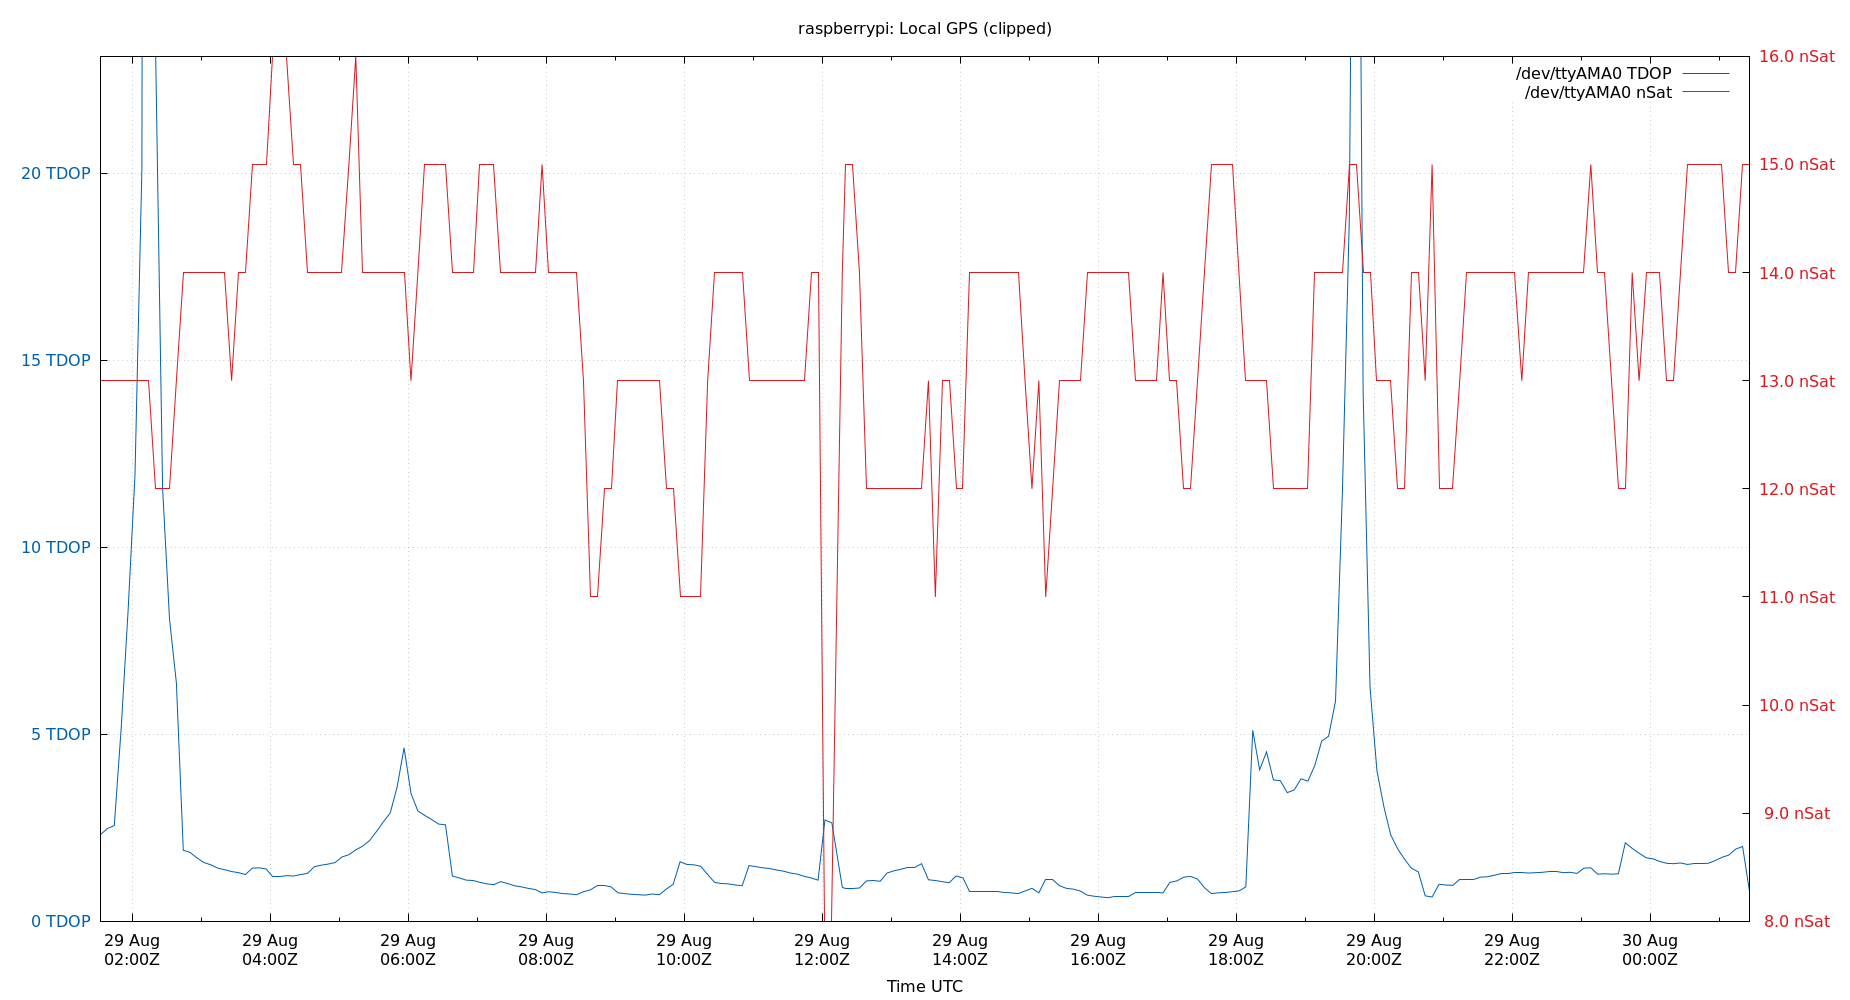 raspberrypi: Local GPS (clipped)
/dev/ttyAMA0 TDOP
/dev/ttyAMA0 nSat
20 TDOP
15 TDOP
10 TDOP
5 TDOP
0 TDOP
16.0 nSat
15.0 nSat
14.0 nSat
13.0 nSat
12.0 nSat
11.0 nSat
10.0 nSat
9.0 nSat
8.0 nSat
29 Aug 29 Aug 29 Aug 29 Aug 29 Aug 29 Aug 29 Aug 29 Aug 29 Aug 29 Aug 29 Aug 30 Aug
02:00Z 04:00Z 06:00Z 08:00Z 10:00Z 12:00Z 14:00Z 16:00Z 18:00Z 20:00Z 22:00Z 00:00Z
Time UTC